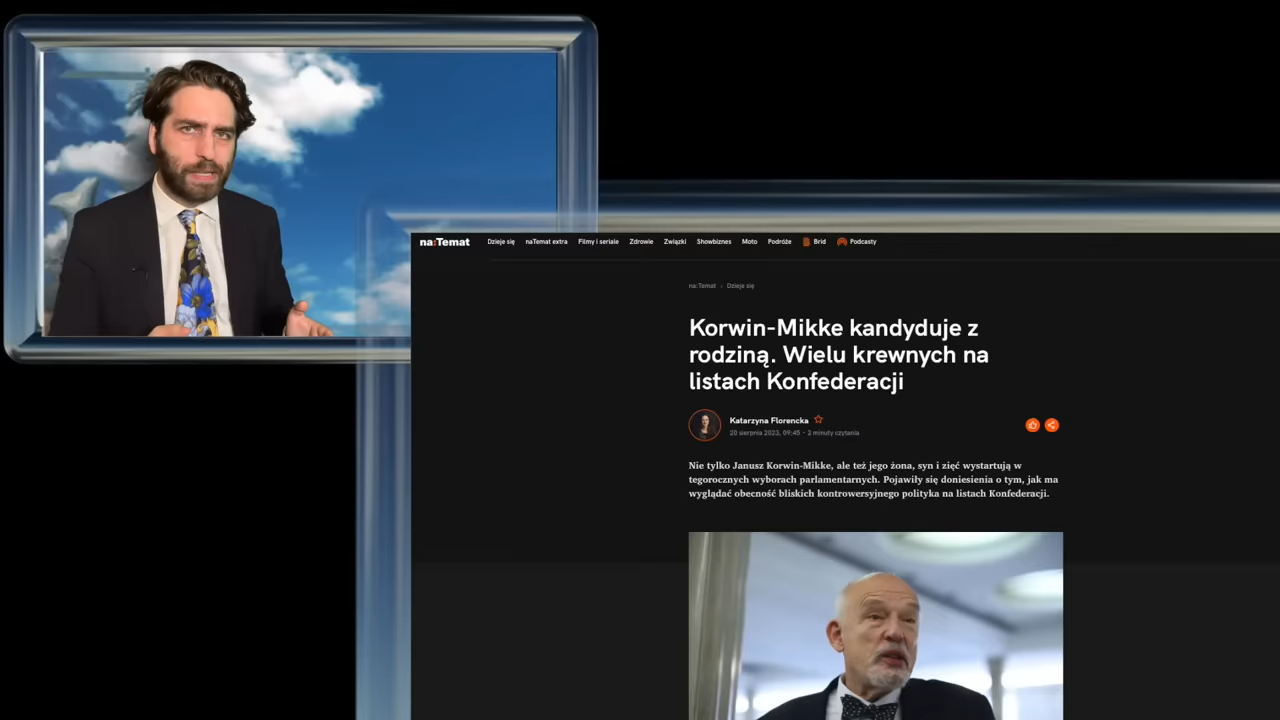 na:Temat
Dzieje się naTemat extra Filmy i seriale Zdrowie Związki Showbiznes Moto Podróże Brid Podcasty
na:Temat › Dzieje się
Korwin-Mikke kandyduje z
rodziną. Wielu krewnych na
listach Konfederacji
Katarzyna Florencka
20 sierpnia 2023, 09:45 · 2 minuty czytania
Nie tylko Janusz Korwin-Mikke, ale też jego żona, syn i zięć wystartują w
tegorocznych wyborach parlamentarnych. Pojawiły się doniesienia o tym, jak ma
wyglądać obecność bliskich kontrowersyjnego polityka na listach Konfederacji.